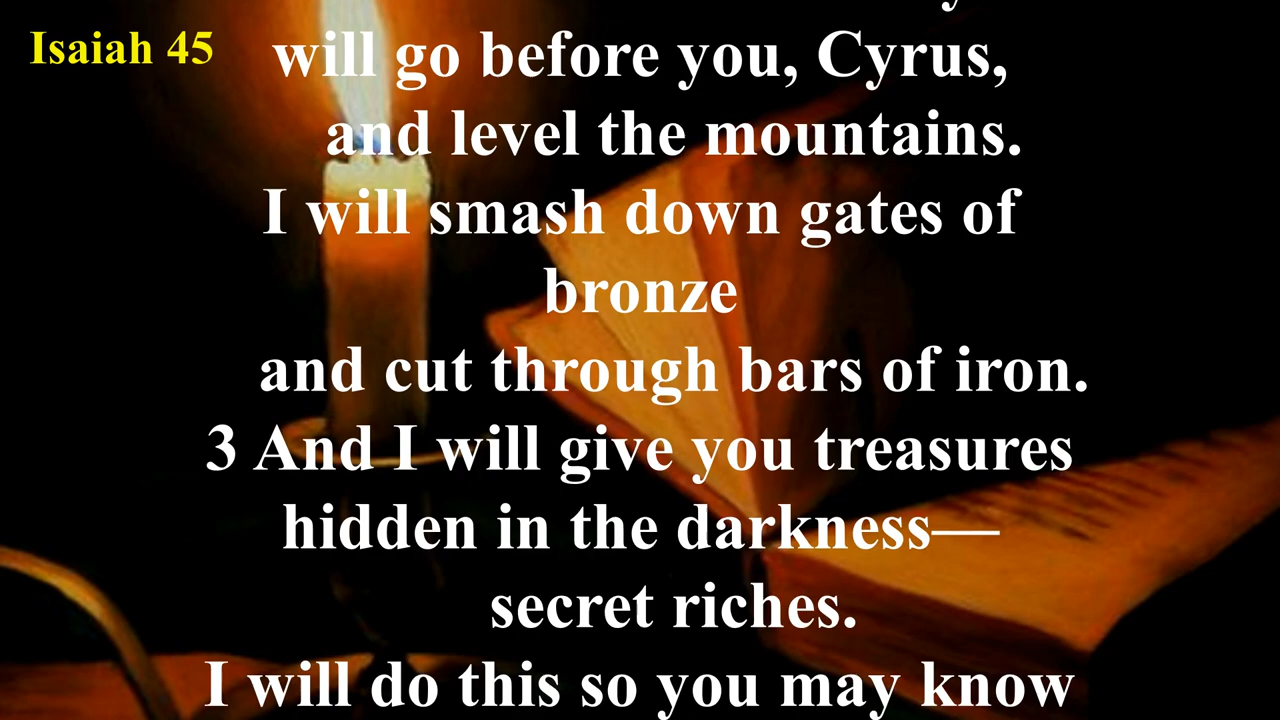 Isaiah 45
will go before you, Cyrus,
and level the mountains.
I will smash down gates of
bronze
and cut through bars of iron.
3 And I will give you treasures
hidden in the darkness—
secret riches.
I will do this so you may know